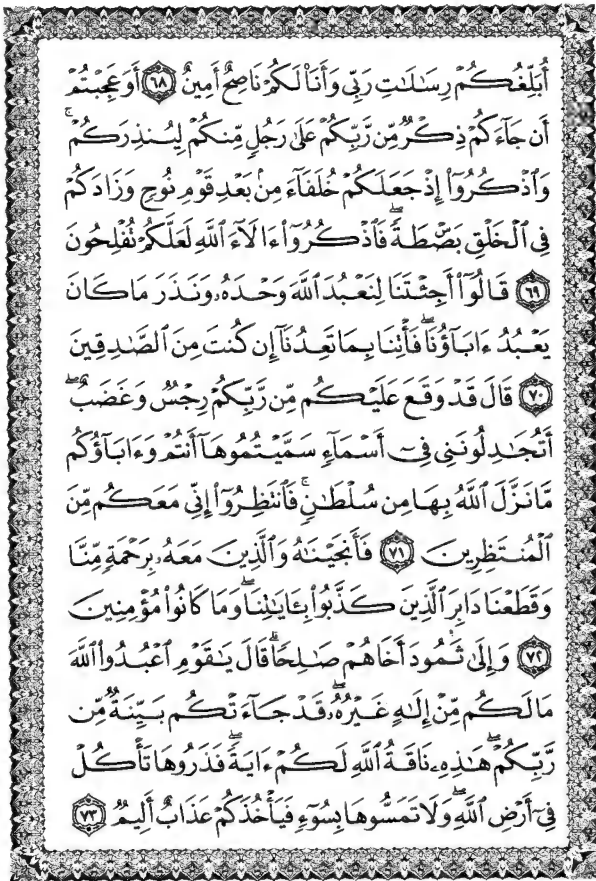 أُبَلِّغُكُمْ رِسَٰلَٰتِ رَبِّى وَأَنَا۠ لَكُمْ نَاصِحٌ أَمِينٌ ٦٨ أَوَعَجِبْتُمْ
أَن جَآءَكُمْ ذِكْرٌ مِّن رَّبِّكُمْ عَلَىٰ رَجُلٍ مِّنكُمْ لِيُنذِرَكُمْ ۚ
وَٱذْكُرُوٓا۟ إِذْ جَعَلَكُمْ خُلَفَآءَ مِنۢ بَعْدِ قَوْمِ نُوحٍ وَزَادَكُمْ
فِى ٱلْخَلْقِ بَصْۜطَةً ۖ فَٱذْكُرُوٓا۟ ءَالَآءَ ٱللَّهِ لَعَلَّكُمْ تُفْلِحُونَ
٦٩ قَالُوٓا۟ أَجِئْتَنَا لِنَعْبُدَ ٱللَّهَ وَحْدَهُۥ وَنَذَرَ مَا كَانَ
يَعْبُدُ ءَابَآؤُنَا ۖ فَأْتِنَا بِمَا تَعِدُنَآ إِن كُنتَ مِنَ ٱلصَّٰدِقِينَ
٧٠ قَالَ قَدْ وَقَعَ عَلَيْكُم مِّن رَّبِّكُمْ رِجْسٌ وَغَضَبٌ ۖ
أَتُجَٰدِلُونَنِى فِىٓ أَسْمَآءٍ سَمَّيْتُمُوهَآ أَنتُمْ وَءَابَآؤُكُم
مَّا نَزَّلَ ٱللَّهُ بِهَا مِن سُلْطَٰنٍ ۚ فَٱنتَظِرُوٓا۟ إِنِّى مَعَكُم مِّنَ
ٱلْمُنتَظِرِينَ ٧١ فَأَنجَيْنَٰهُ وَٱلَّذِينَ مَعَهُۥ بِرَحْمَةٍ مِّنَّا
وَقَطَعْنَا دَابِرَ ٱلَّذِينَ كَذَّبُوا۟ بِـَٔايَٰتِنَا ۖ وَمَا كَانُوا۟ مُؤْمِنِينَ
٧٢ وَإِلَىٰ ثَمُودَ أَخَاهُمْ صَٰلِحًا ۗ قَالَ يَٰقَوْمِ ٱعْبُدُوا۟ ٱللَّهَ
مَا لَكُم مِّنْ إِلَٰهٍ غَيْرُهُۥ ۖ قَدْ جَآءَتْكُم بَيِّنَةٌ مِّن
رَّبِّكُمْ ۖ هَٰذِهِۦ نَاقَةُ ٱللَّهِ لَكُمْ ءَايَةً ۖ فَذَرُوهَا تَأْكُلْ
فِىٓ أَرْضِ ٱللَّهِ ۖ وَلَا تَمَسُّوهَا بِسُوٓءٍ فَيَأْخُذَكُمْ عَذَابٌ أَلِيمٌ ٧٣